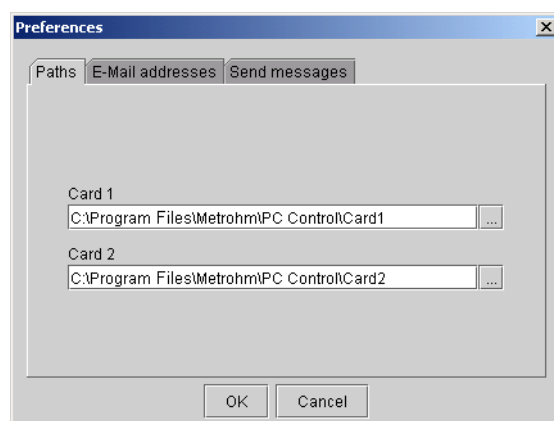 Preferences
Paths E-Mail addresses Send messages
Card 1
C:\Program Files\Metrohm\PC Control\Card1
...
Card 2
C:\Program Files\Metrohm\PC Control\Card2
...
OK Cancel